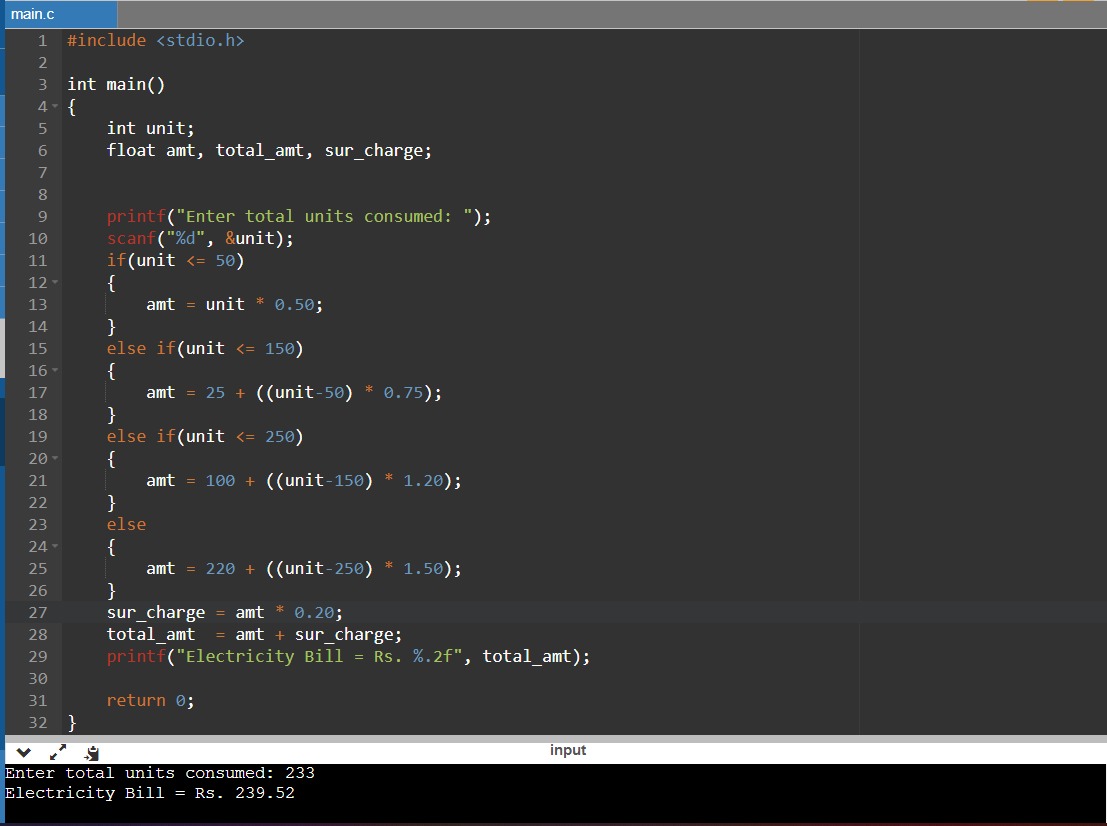 main.c
1 #include <stdio.h>
2
3 int main()
4 {
5     int unit;
6     float amt, total_amt, sur_charge;
7
8
9     printf("Enter total units consumed: ");
10     scanf("%d", &unit);
11     if(unit <= 50)
12     {
13         amt = unit * 0.50;
14     }
15     else if(unit <= 150)
16     {
17         amt = 25 + ((unit-50) * 0.75);
18     }
19     else if(unit <= 250)
20     {
21         amt = 100 + ((unit-150) * 1.20);
22     }
23     else
24     {
25         amt = 220 + ((unit-250) * 1.50);
26     }
27     sur_charge = amt * 0.20;
28     total_amt  = amt + sur_charge;
29     printf("Electricity Bill = Rs. %.2f", total_amt);
30
31     return 0;
32 }
input
Enter total units consumed: 233
Electricity Bill = Rs. 239.52